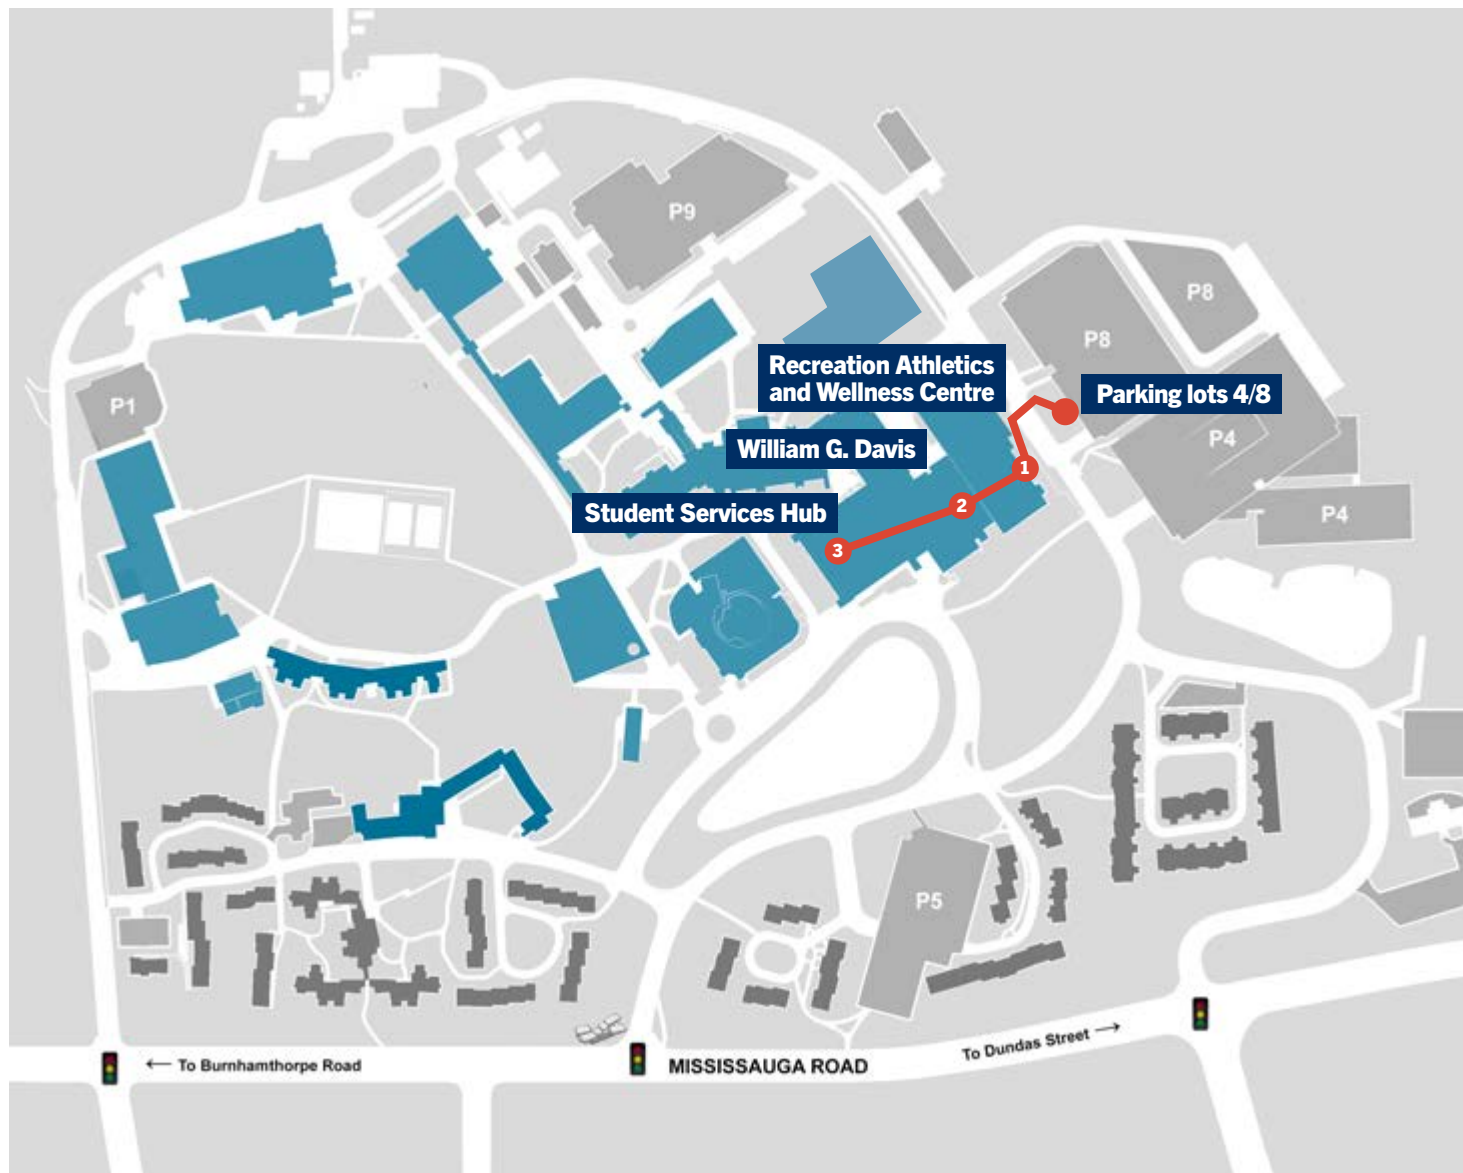 P9
P8
P8
Recreation Athletics
and Wellness Centre
Parking lots 4/8
P1
P4
William G. Davis
1
2
Student Services Hub
P4
3
P5
To Dundas Street →
← To Burnhamthorpe Road
MISSISSAUGA ROAD